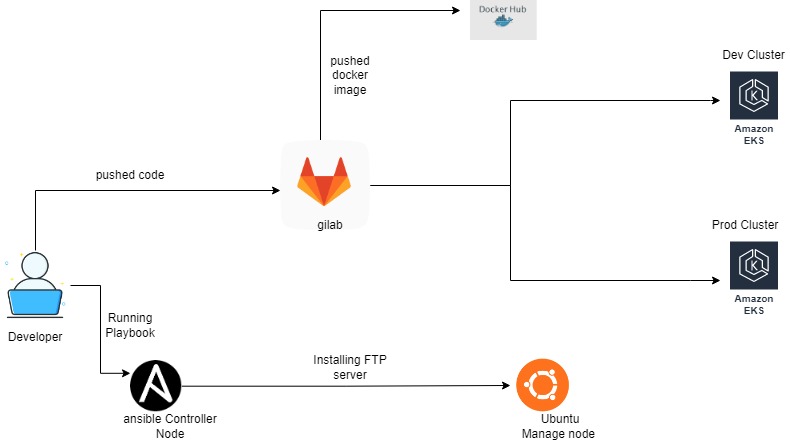 Docker Hub
pushed
docker
image
Dev Cluster
Amazon
EKS
pushed code
gilab
Prod Cluster
Amazon
EKS
Developer
Running
Playbook
Installing FTP
server
ansible Controller
Node
Ubuntu
Manage node